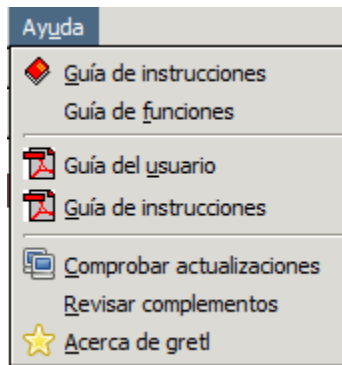 Ayuda
Guía de instrucciones
Guía de funciones
Guía del usuario
Guía de instrucciones
Comprobar actualizaciones
Revisar complementos
Acerca de gretl